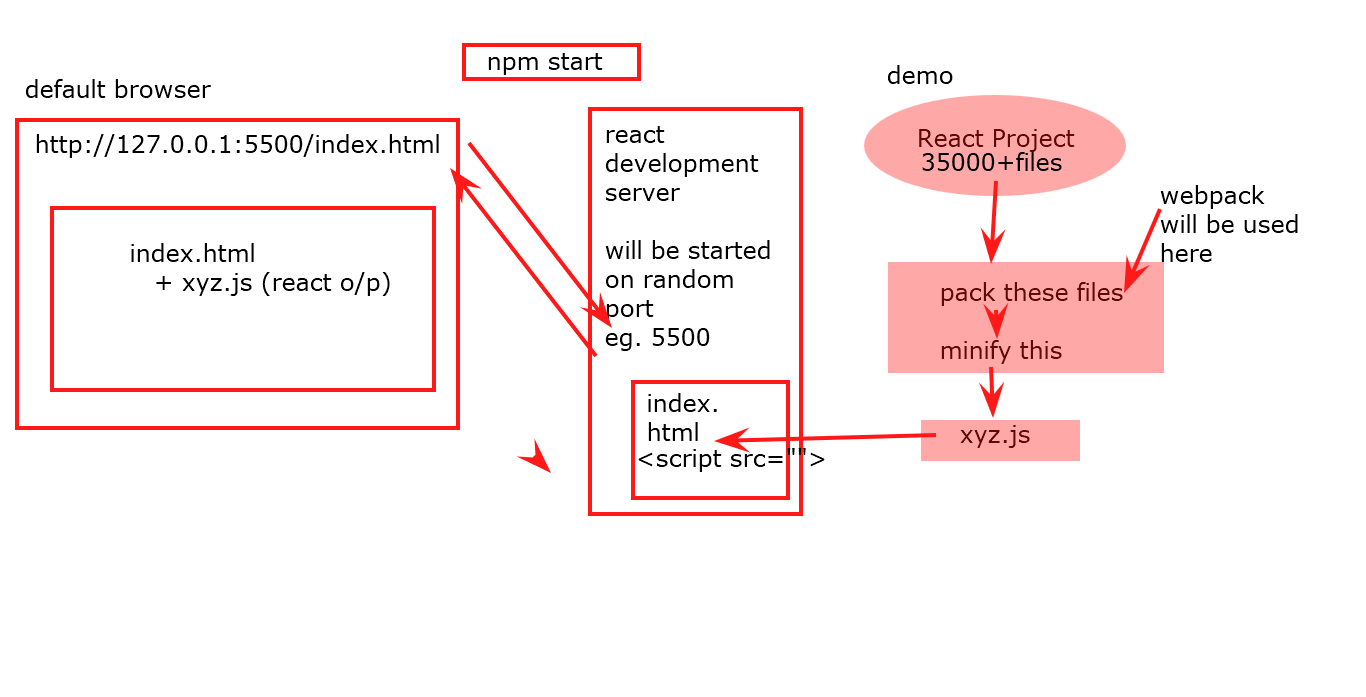 npm start
default browser
http://127.0.0.1:5500/index.html
index.html
+ xyz.js (react o/p)
react
development
server
will be started
on random
port
eg. 5500
index.
html
<script src="">
demo
React Project
35000+files
webpack
will be used
here
pack these files
minify this
xyz.js